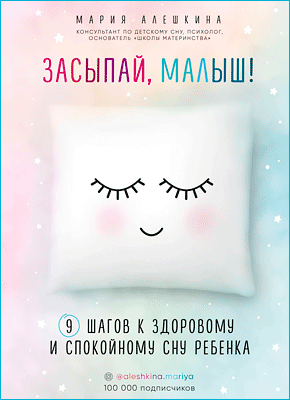 МАРИЯ АЛЕШКИНА
КОНСУЛЬТАНТ ПО ДЕТСКОМУ СНУ, ПСИХОЛОГ,
ОСНОВАТЕЛЬ «ШКОЛЫ МАТЕРИНСТВА»
ЗАСЫПАЙ, МАЛЫШ!
9 ШАГОВ К ЗДОРОВОМУ
И СПОКОЙНОМУ СНУ РЕБЕНКА
@aleshkina.mariya
100 000 подписчиков